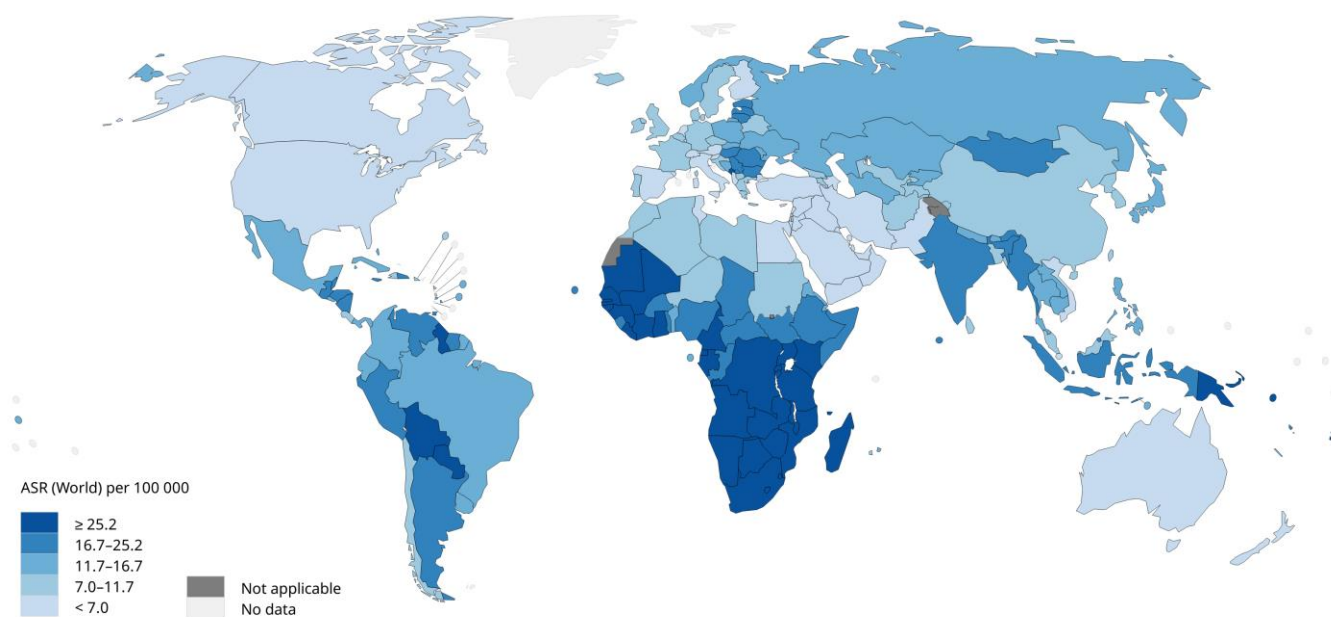 ASR (World) per 100 000
≥ 25.2
16.7–25.2
11.7–16.7
7.0–11.7
< 7.0
Not applicable
No data